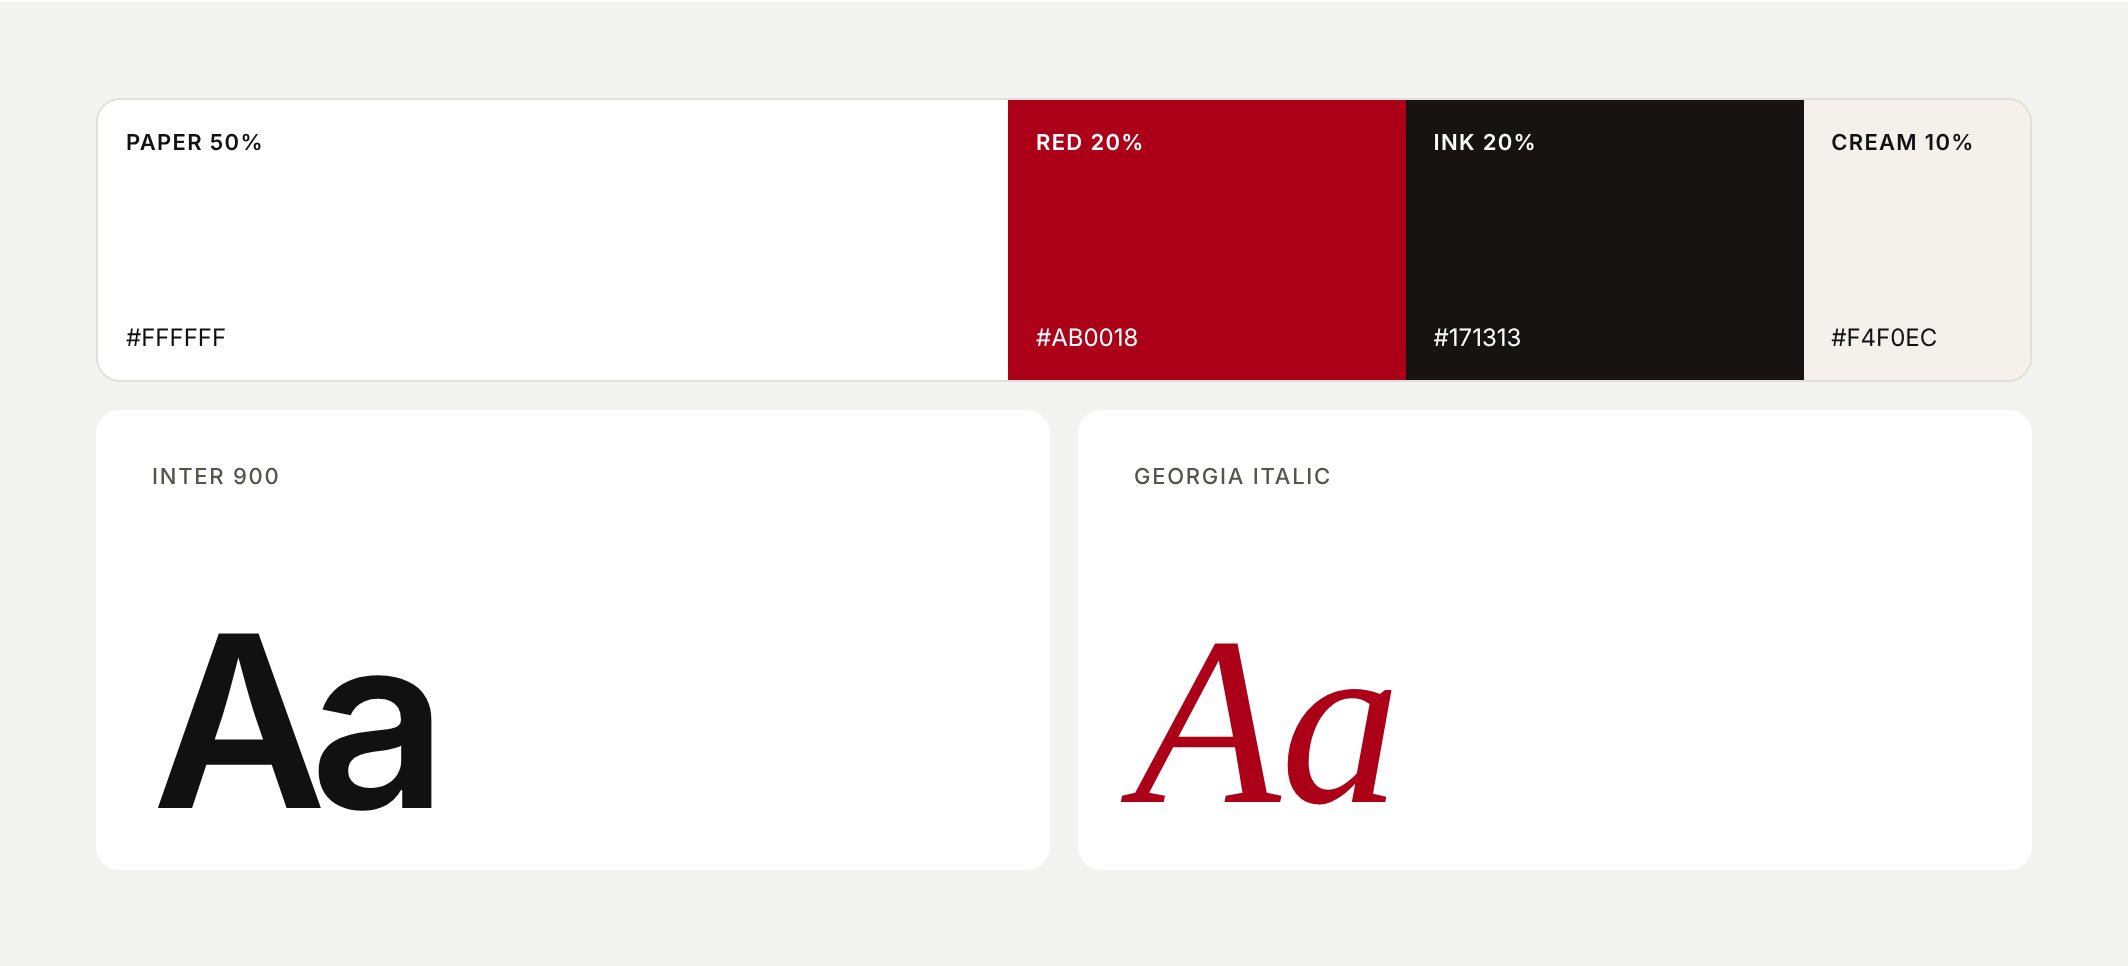 PAPER 50%
#FFFFFF
RED 20%
#AB0018
INK 20%
#171313
CREAM 10%
#F4F0EC
INTER 900
Aa
GEORGIA ITALIC
Aa